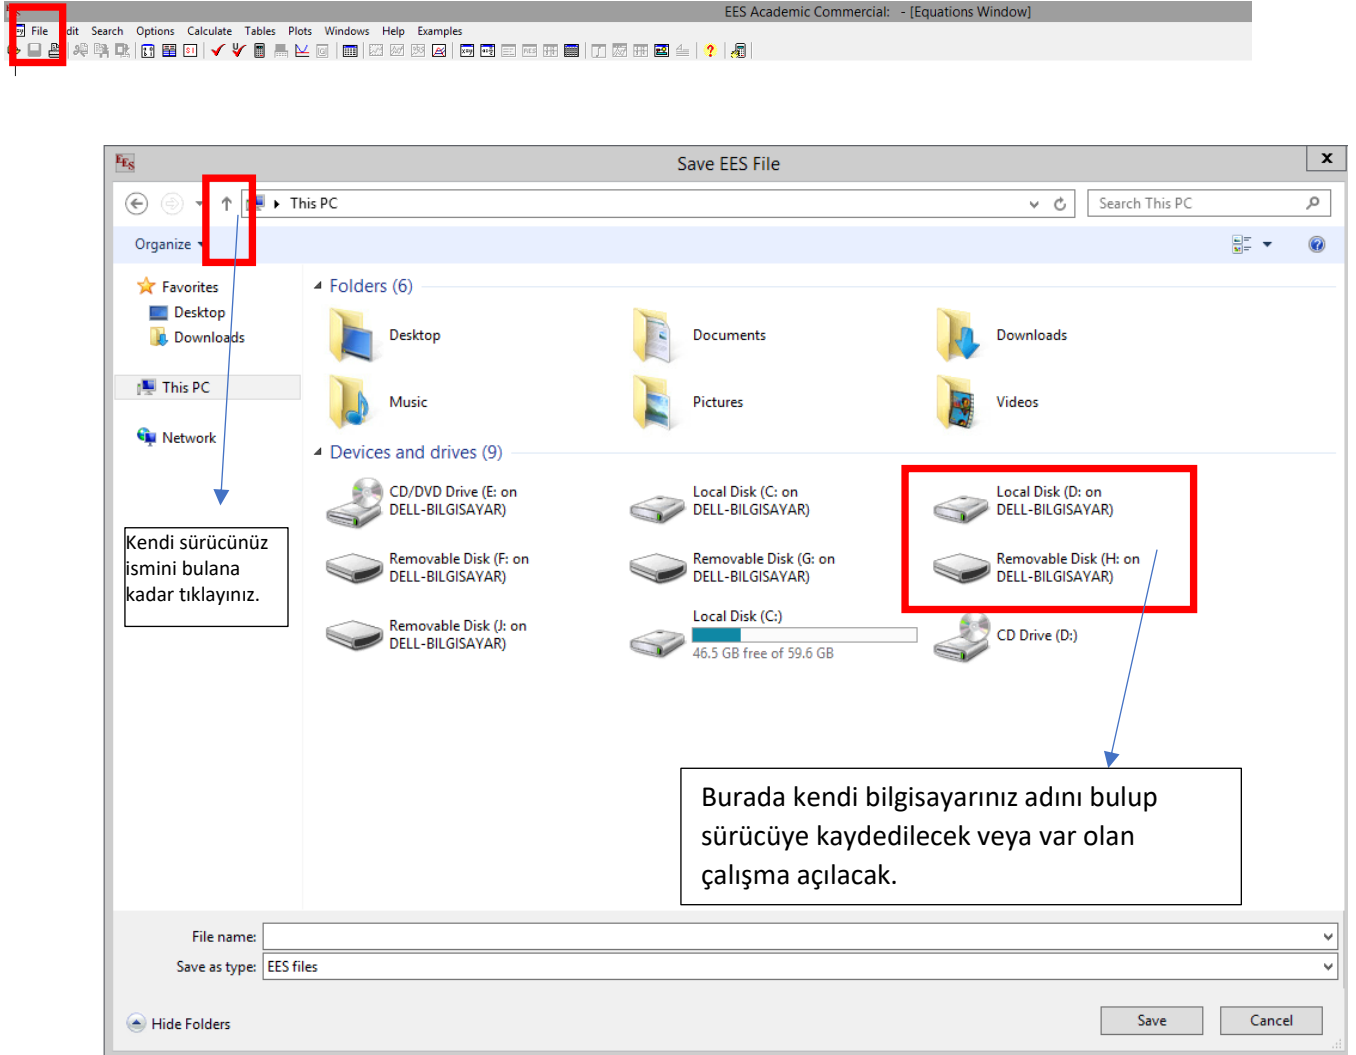 EES Academic Commercial: - [Equations Window]
File dit Search Options Calculate Tables Plots Windows Help Examples
EES
Save EES File
This PC
Search This PC
Organize
Favorites
Desktop
Downloads
This PC
Network
Folders (6)
Desktop
Documents
Downloads
Music
Pictures
Videos
Devices and drives (9)
CD/DVD Drive (E: on
DELL-BILGISAYAR)
Local Disk (C: on
DELL-BILGISAYAR)
Local Disk (D: on
DELL-BILGISAYAR)
Removable Disk (F: on
DELL-BILGISAYAR)
Removable Disk (G: on
DELL-BILGISAYAR)
Removable Disk (H: on
DELL-BILGISAYAR)
Removable Disk (J: on
DELL-BILGISAYAR)
Local Disk (C:)
46.5 GB free of 59.6 GB
CD Drive (D:)
Kendi sürücünüz
ismini bulana
kadar tıklayınız.
Burada kendi bilgisayarınız adını bulup
sürücüye kaydedilecek veya var olan
çalışma açılacak.
File name:
Save as type: EES files
Hide Folders
Save
Cancel